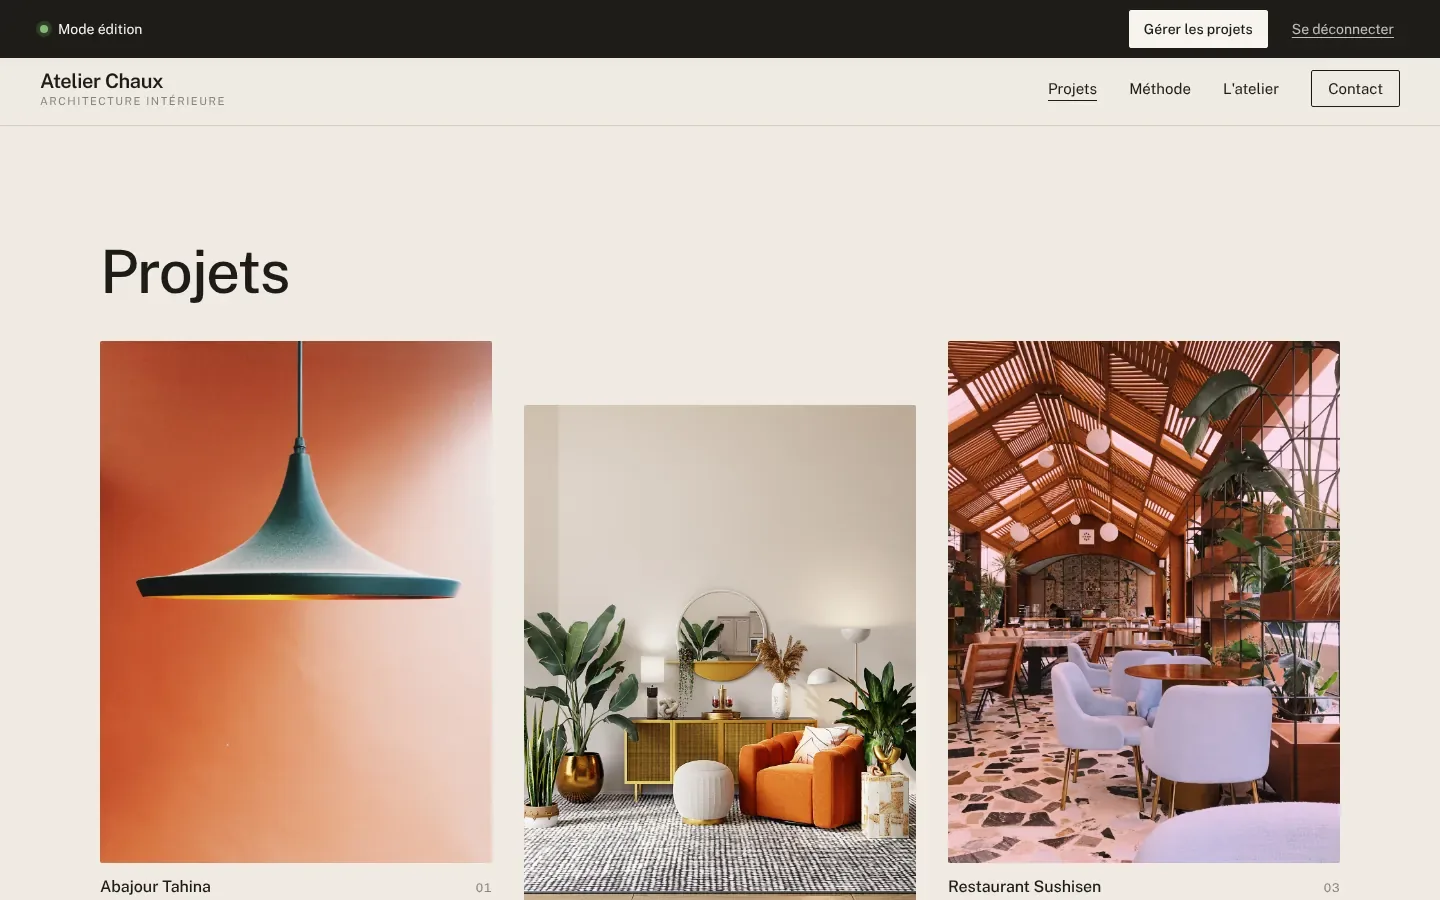 Mode édition
Gérer les projets
Se déconnecter
Atelier Chaux
ARCHITECTURE INTÉRIEURE
Projets
Méthode
L'atelier
Contact
Projets
Abajour Tahina
01
Restaurant Sushisen
03